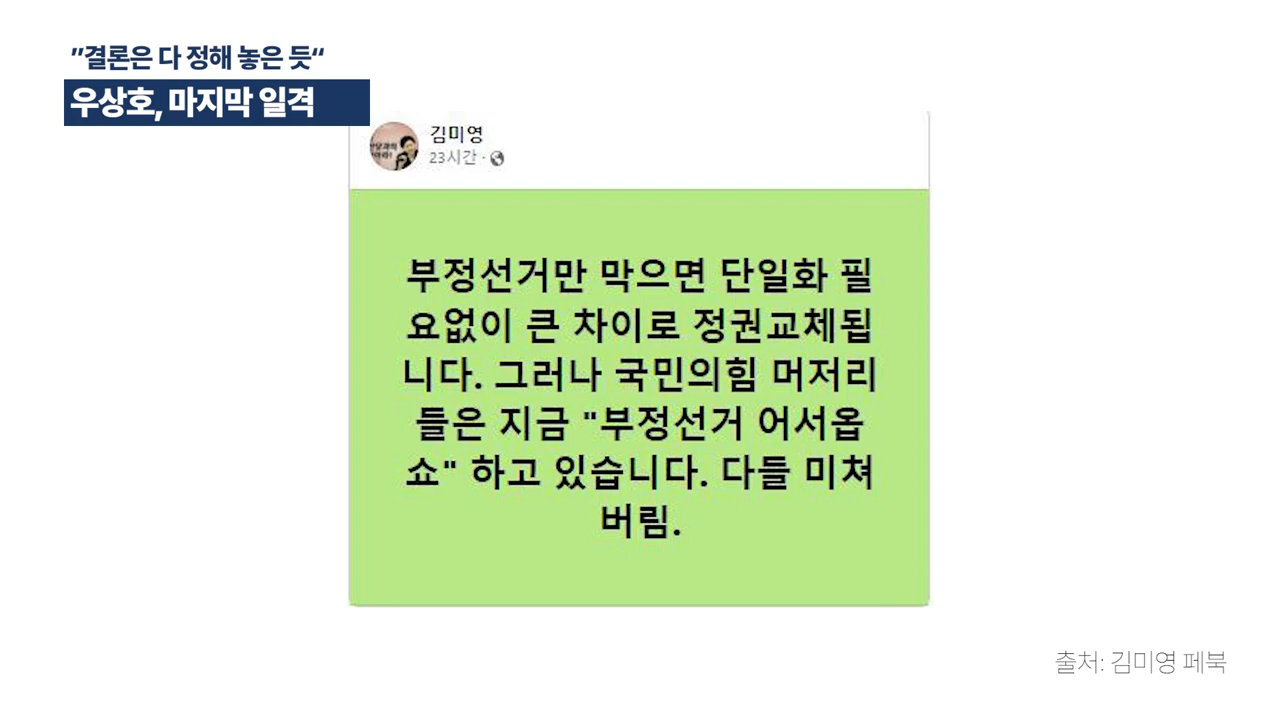 ”결론은 다 정해 놓은 듯“
우상호, 마지막 일격
김미영
23시간 ·
부정선거만 막으면 단일화 필
요없이 큰 차이로 정권교체됩
니다. 그러나 국민의힘 머저리
들은 지금 "부정선거 어서옵
쇼" 하고 있습니다. 다들 미쳐
버림.
출처: 김미영 페북